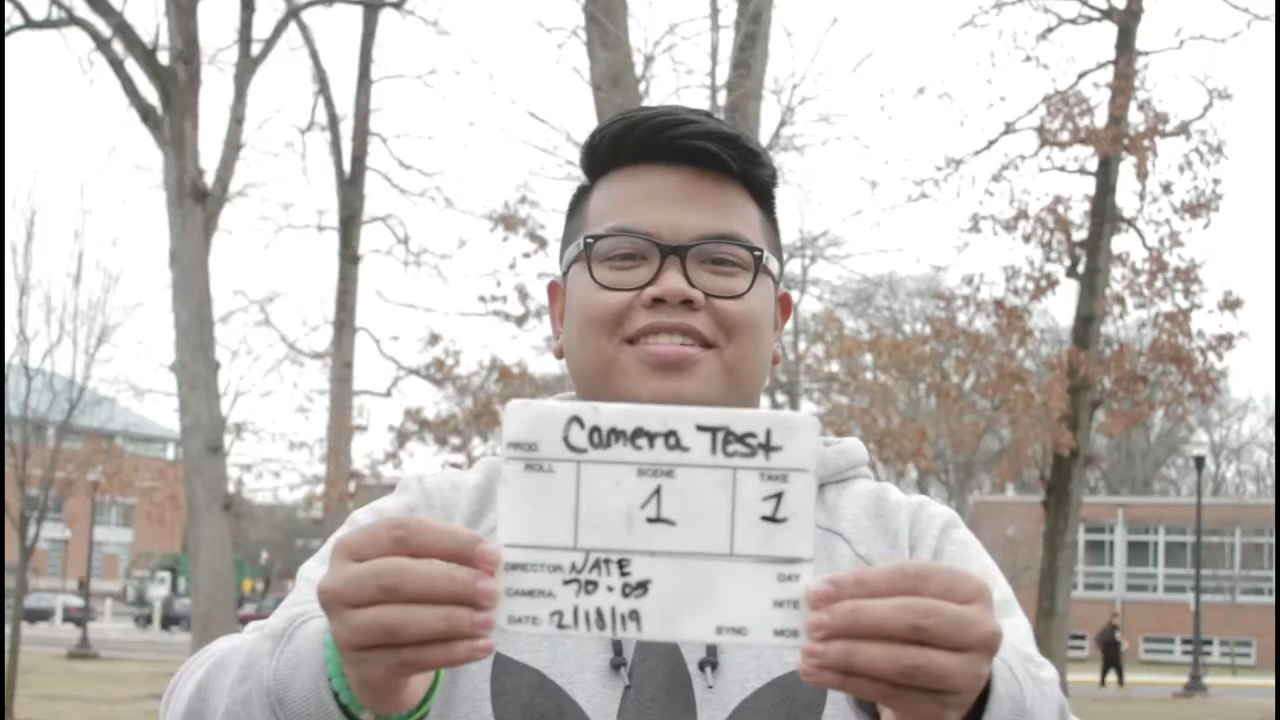 PROD. Camera Test
ROLL SCENE TAKE
1 1
DIRECTOR: NATE
DAY
CAMERA: 70-05
NITE
DATE: 2/18/19
SYNC MOS